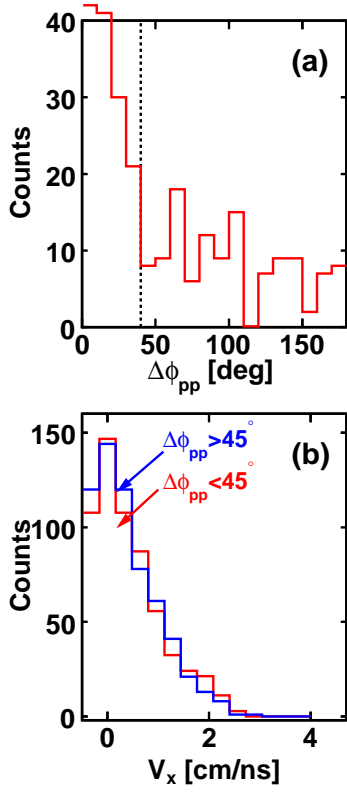 40
(a)
30
Counts
20
10
0
0 50 100 150
Δϕpp [deg]
150
Δϕpp>45°
(b)
Δϕpp<45°
100
Counts
50
0
0 2 4
Vx [cm/ns]